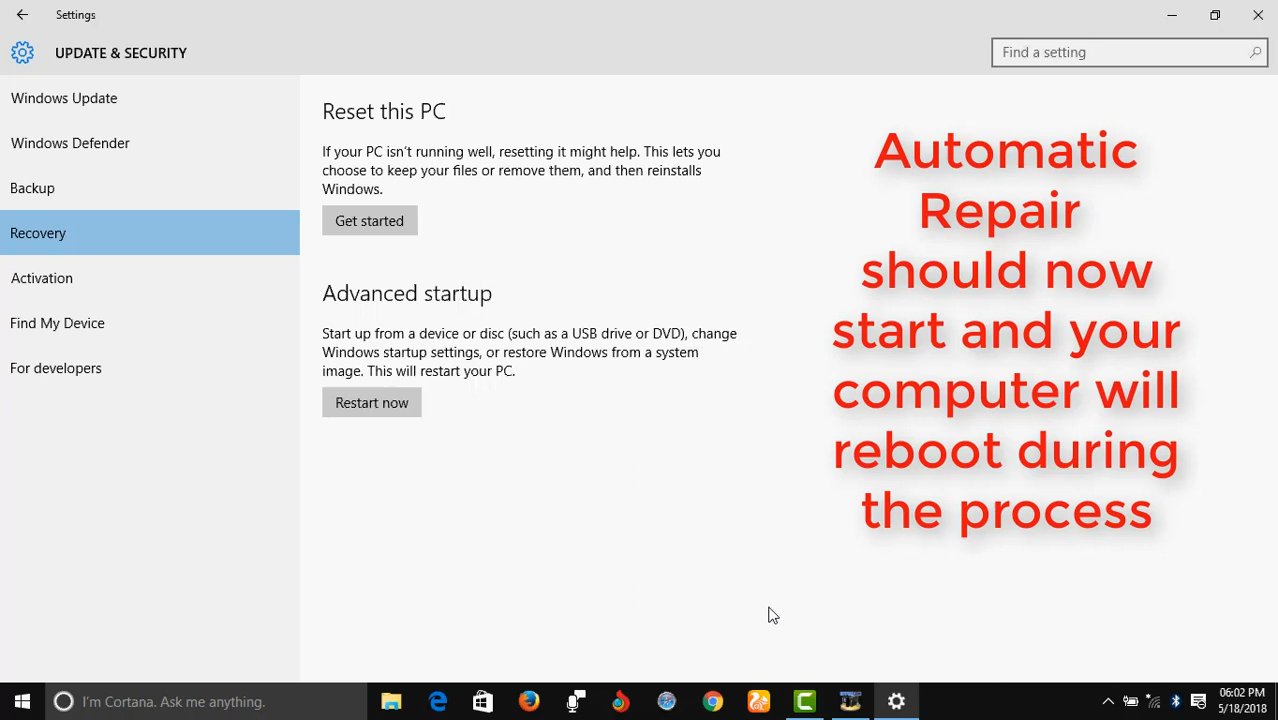 Settings
UPDATE & SECURITY
Find a setting
Windows Update
Windows Defender
Backup
Recovery
Activation
Find My Device
For developers
Reset this PC
If your PC isn't running well, resetting it might help. This lets you
choose to keep your files or remove them, and then reinstalls
Windows.
Get started
Advanced startup
Start up from a device or disc (such as a USB drive or DVD), change
Windows startup settings, or restore Windows from a system
image. This will restart your PC.
Restart now
Automatic
Repair
should now
start and your
computer will
reboot during
the process
I'm Cortana. Ask me anything.
06:02 PM
5/18/2018